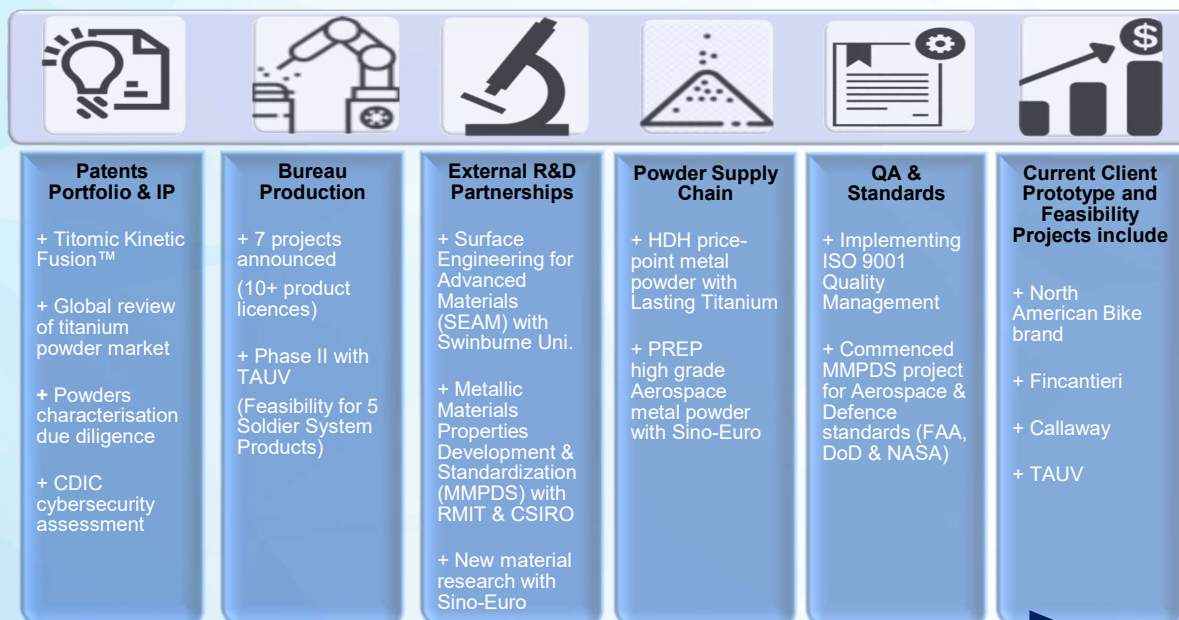 Patents
Portfolio & IP
+ Titomic Kinetic
Fusion™
+ Global review
of titanium
powder market
+ Powders
characterisation
due diligence
+ CDIC
cybersecurity
assessment
Bureau
Production
+ 7 projects
announced
(10+ product
licences)
+ Phase II with
TAUV
(Feasibility for 5
Soldier System
Products)
External R&D
Partnerships
+ Surface
Engineering for
Advanced
Materials
(SEAM) with
Swinburne Uni.
+ Metallic
Materials
Properties
Development &
Standardization
(MMPDS) with
RMIT & CSIRO
+ New material
research with
Sino-Euro
Powder Supply
Chain
+ HDH price-
point metal
powder with
Lasting Titanium
+ PREP
high grade
Aerospace
metal powder
with Sino-Euro
QA &
Standards
+ Implementing
ISO 9001
Quality
Management
+ Commenced
MMPDS project
for Aerospace &
Defence
standards (FAA,
DoD & NASA)
$
Current Client
Prototype and
Feasibility
Projects include
+ North
American Bike
brand
+ Fincantieri
+ Callaway
+ TAUV